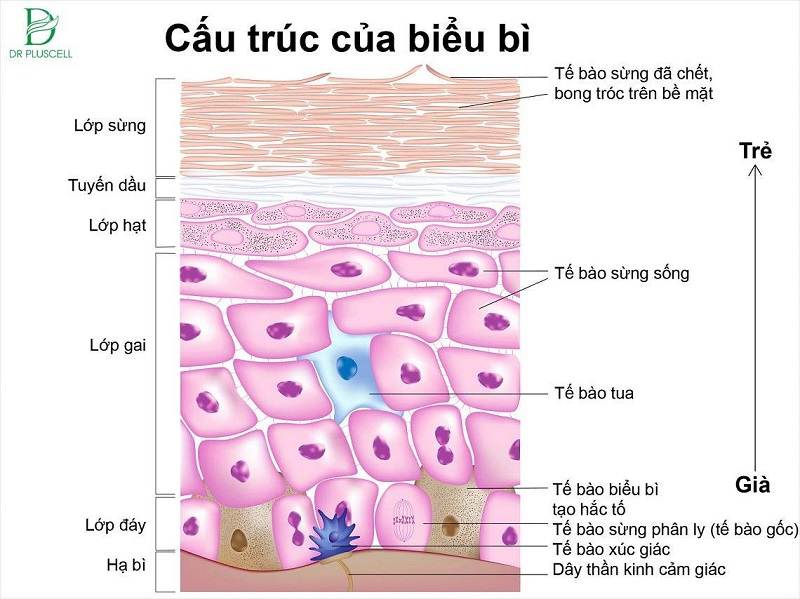 DR PLUSCELL
Cấu trúc của biểu bì
Tế bào sừng đã chết,
bong tróc trên bề mặt
Lớp sừng
Trẻ
Tuyến dầu
Lớp hạt
Tế bào sừng sống
Lớp gai
Tế bào tua
Già
Tế bào biểu bì
tạo hắc tố
Lớp đáy
Tế bào sừng phân ly (tế bào gốc)
Tế bào xúc giác
Hạ bì
Dây thần kinh cảm giác